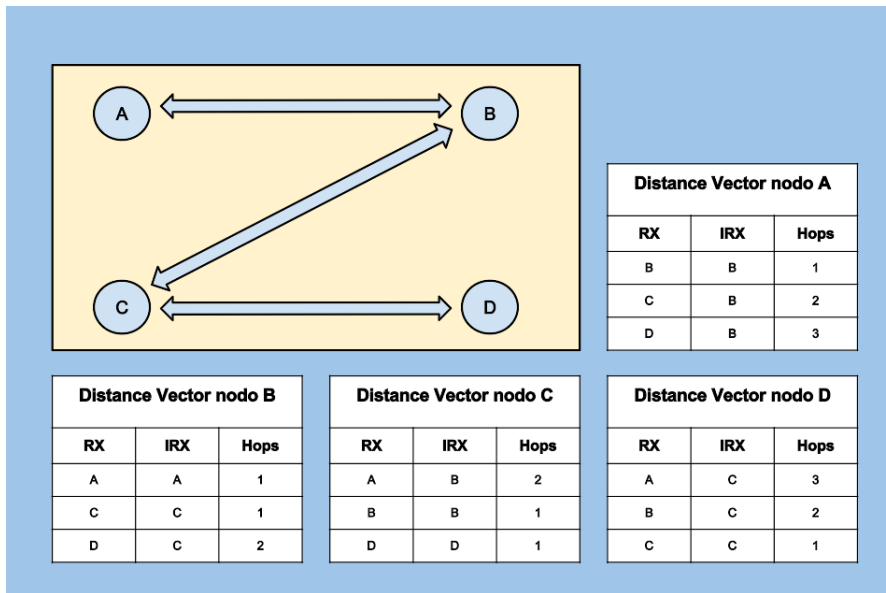 A
B
C
D
Distance Vector nodo A
RX IRX Hops
B B 1
C B 2
D B 3
Distance Vector nodo B
RX IRX Hops
A A 1
C C 1
D C 2
Distance Vector nodo C
RX IRX Hops
A B 2
B B 1
D D 1
Distance Vector nodo D
RX IRX Hops
A C 3
B C 2
C C 1